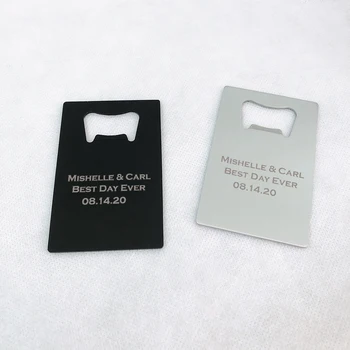 Mishelle & Carl
Best Day Ever
08.14.20
Mishelle & Carl
Best Day Ever
08.14.20